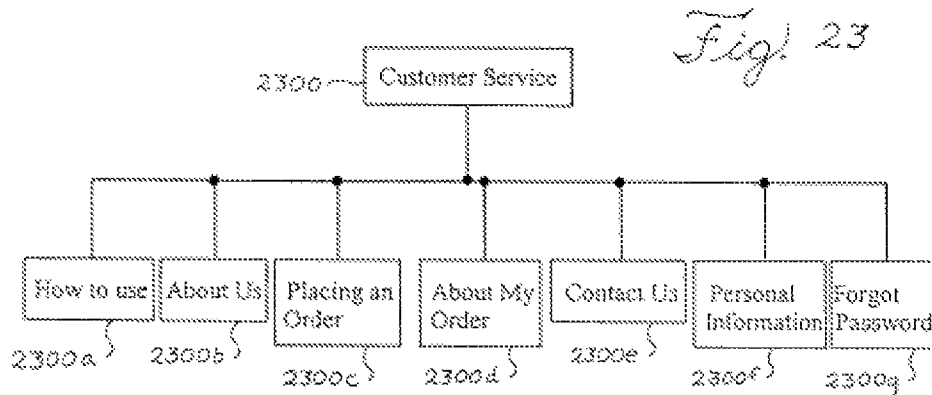 Fig. 23
2300
Customer Service
How to use
About Us
Placing an
Order
About My
Order
Contact Us
Personal
Information
Forgot
Password
2300a
2300b
2300c
2300d
2300e
2300f
2300g